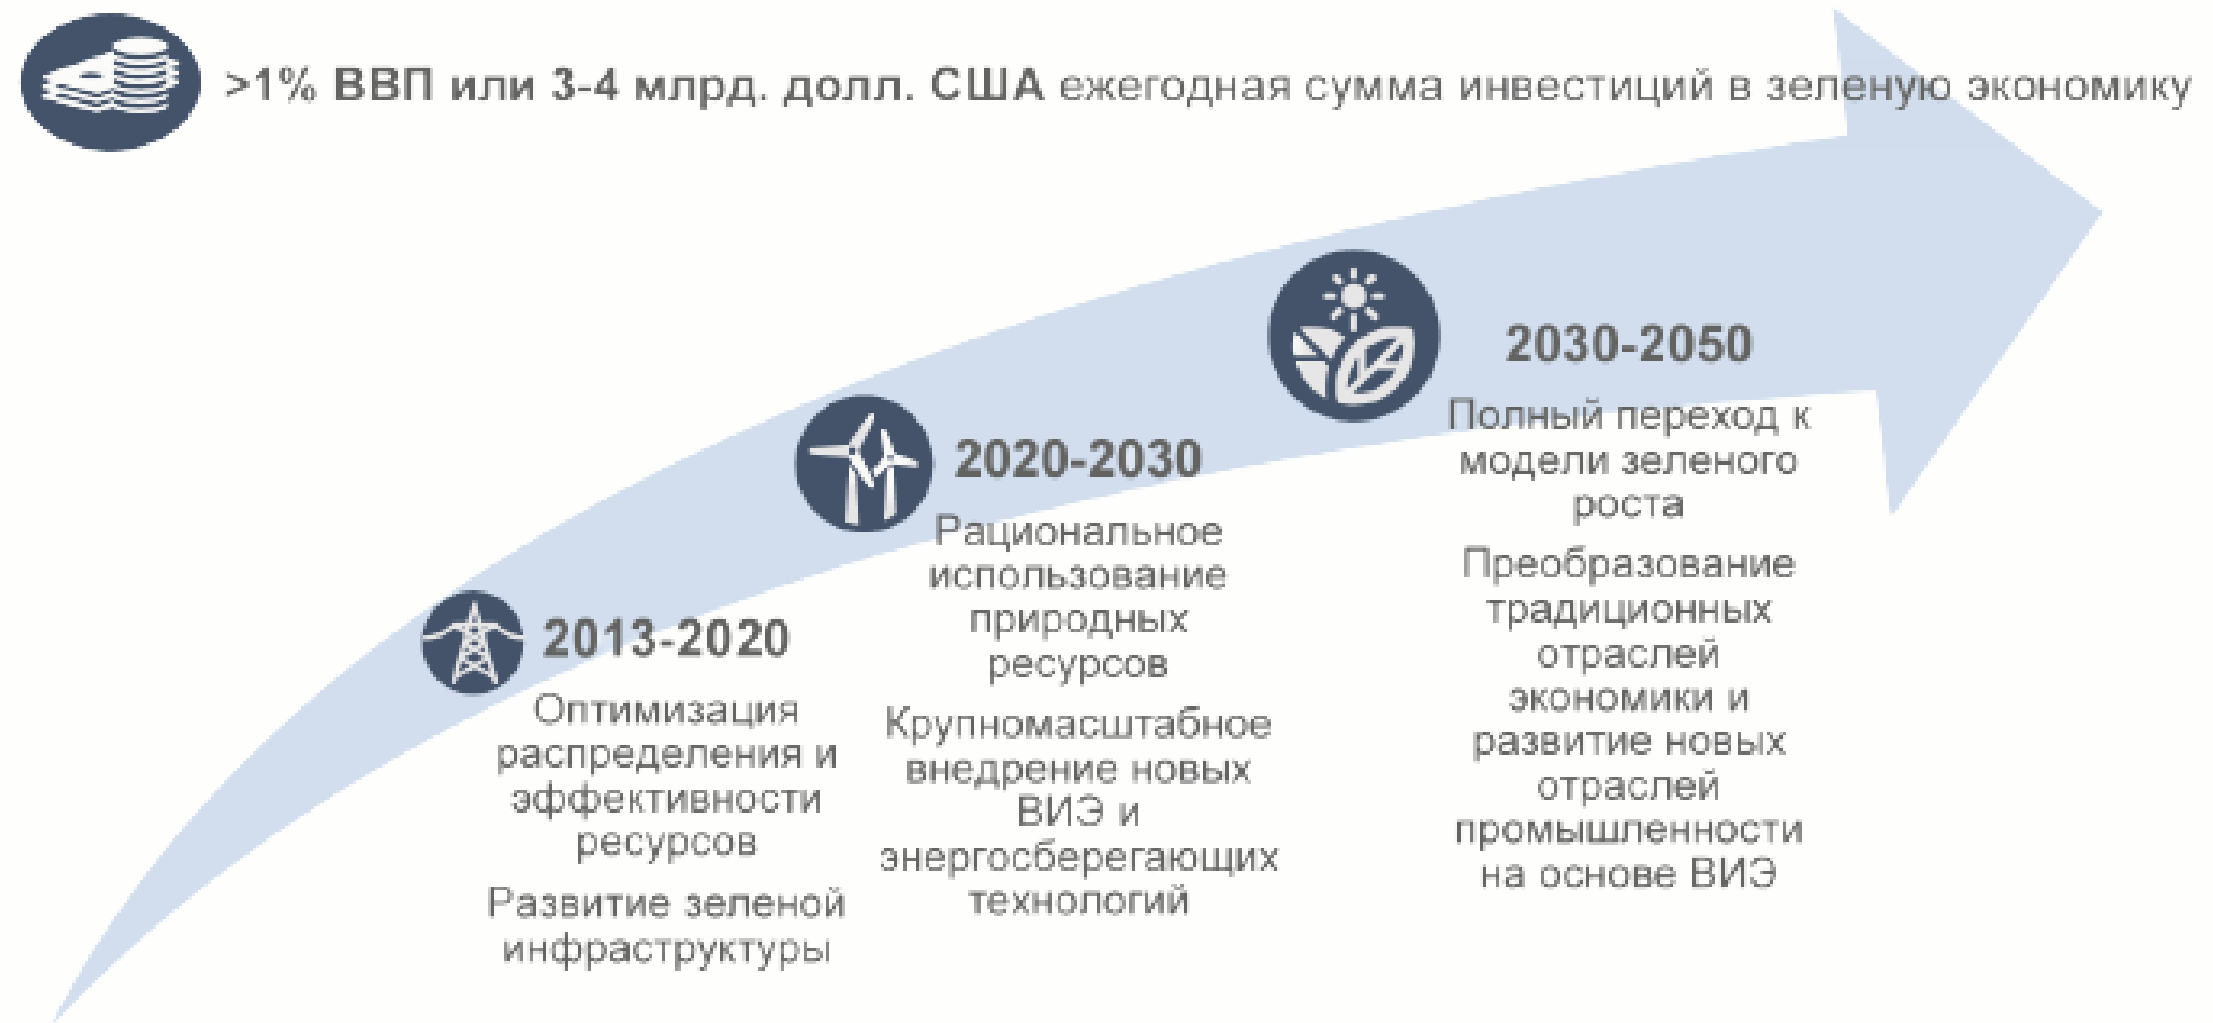 >1% ВВП или 3-4 млрд. долл. США ежегодная сумма инвестиций в зеленую экономику
2013-2020
Оптимизация
распределения и
эффективности
ресурсов
Развитие зеленой
инфраструктуры
2020-2030
Рациональное
использование
природных
ресурсов
Крупномасштабное
внедрение новых
ВИЭ и
энергосберегающих
технологий
2030-2050
Полный переход к
модели зеленого
роста
Преобразование
традиционных
отраслей
экономики и
развитие новых
отраслей
промышленности
на основе ВИЭ